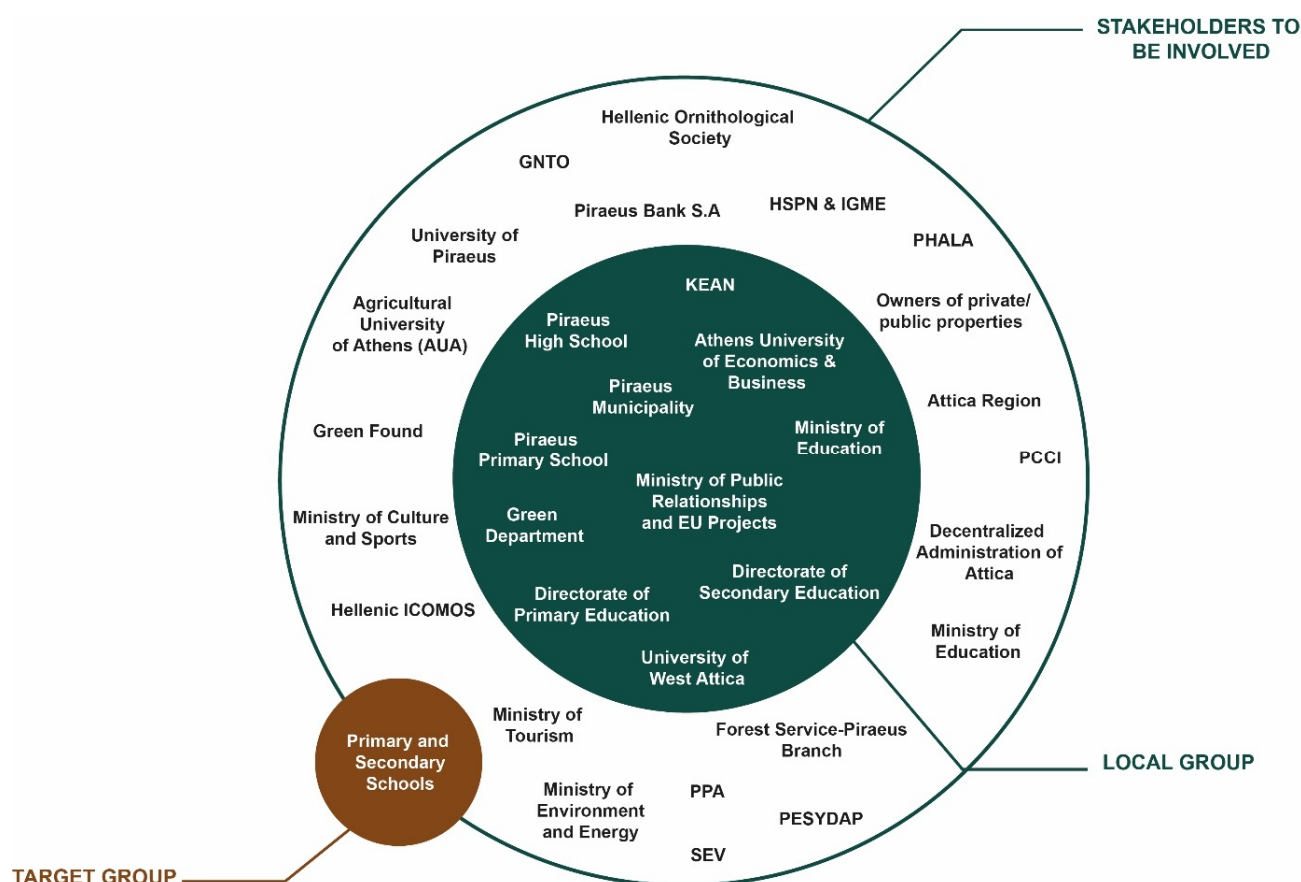 STAKEHOLDERS TO
BE INVOLVED
Hellenic Ornithological
Society
GNTO
Piraeus Bank S.A
HSPN & IGME
University of
Piraeus
PHALA
Agricultural
University
of Athens (AUA)
Owners of private/
public properties
Green Found
Attica Region
PCCI
Ministry of Culture
and Sports
Decentralized
Administration of
Attica
Hellenic ICOMOS
Ministry of
Education
KEAN
Piraeus
High School
Athens University
of Economics &
Business
Piraeus
Municipality
Ministry of
Education
Piraeus
Primary School
Ministry of Public
Relationships
and EU Projects
Green
Department
Directorate of
Secondary Education
Directorate of
Primary Education
University of
West Attica
Ministry of
Tourism
Forest Service-Piraeus
Branch
Primary and
Secondary
Schools
LOCAL GROUP
Ministry of
Environment
and Energy
PPA
PESYDAP
SEV
TARGET GROUP